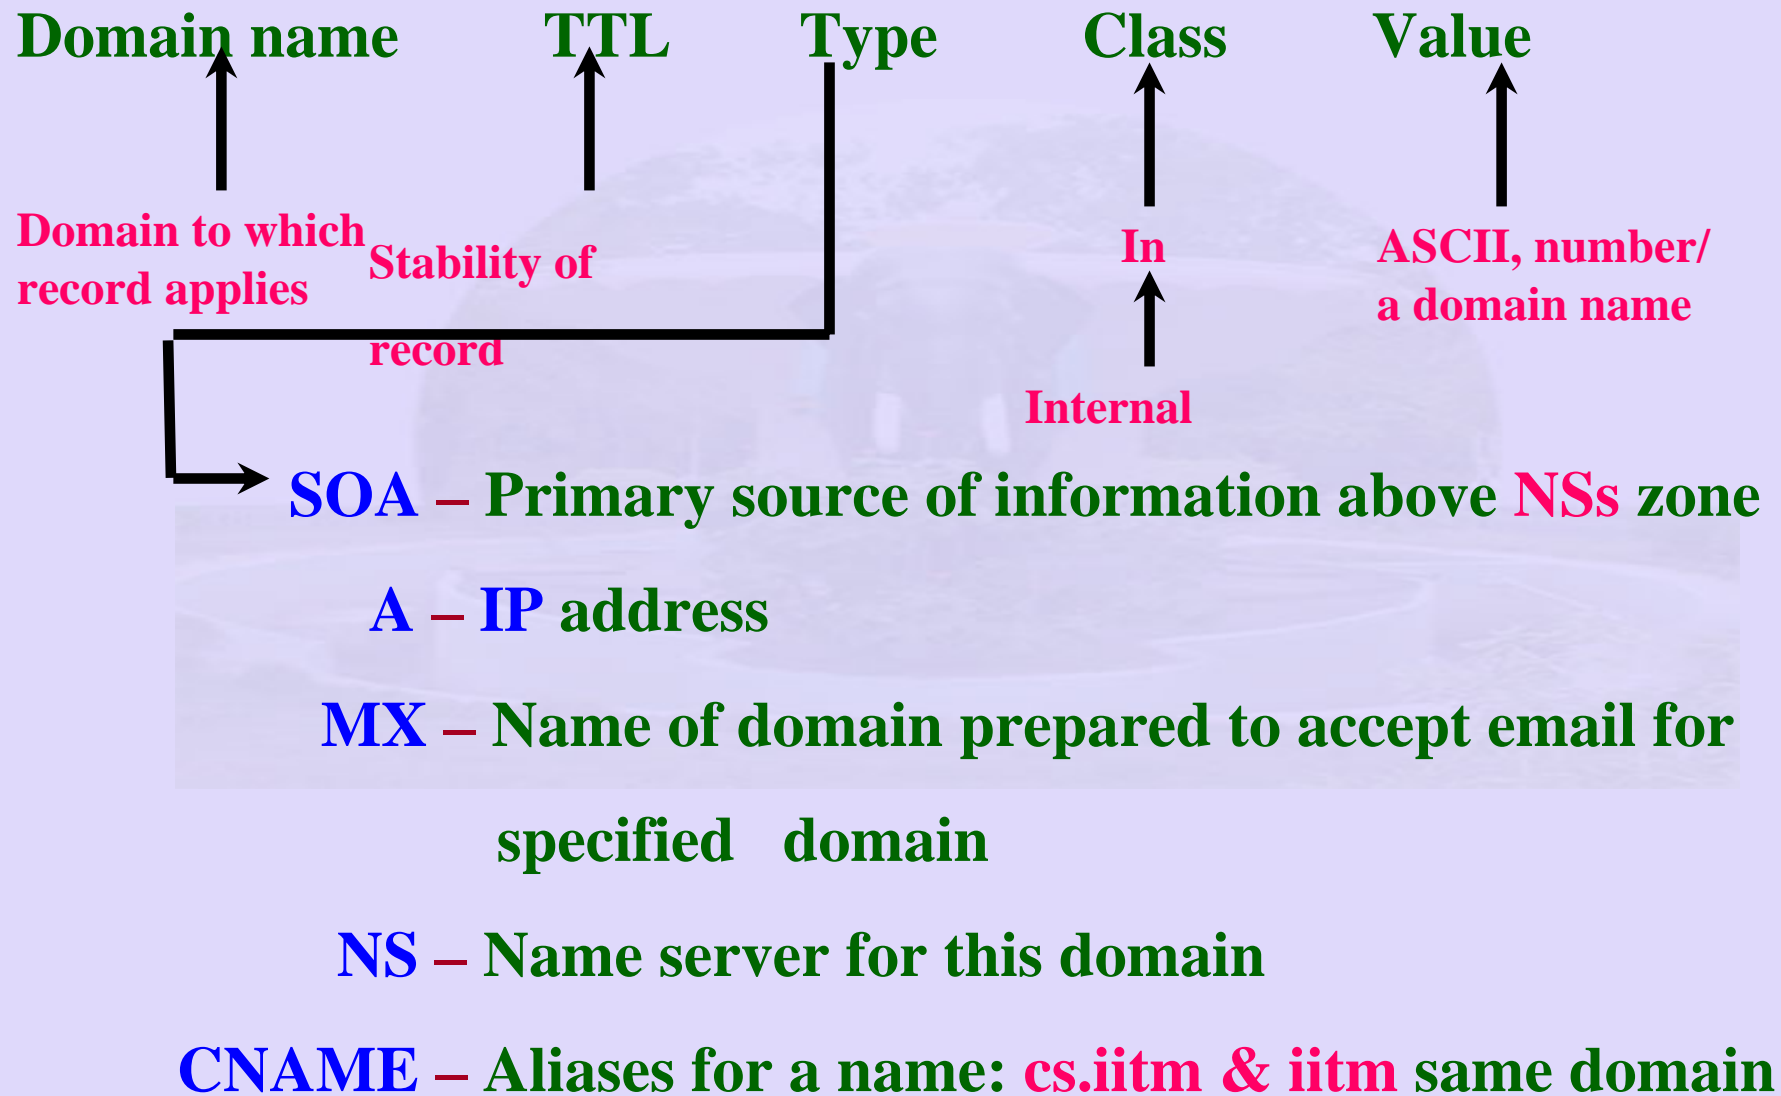 Domain name TTL Type Class Value
Domain to which
record applies
Stability of
record
In
Internal
ASCII, number/
a domain name
SOA – Primary source of information above NSs zone
A – IP address
MX – Name of domain prepared to accept email for
specified domain
NS – Name server for this domain
CNAME – Aliases for a name: cs.iitm & iitm same domain